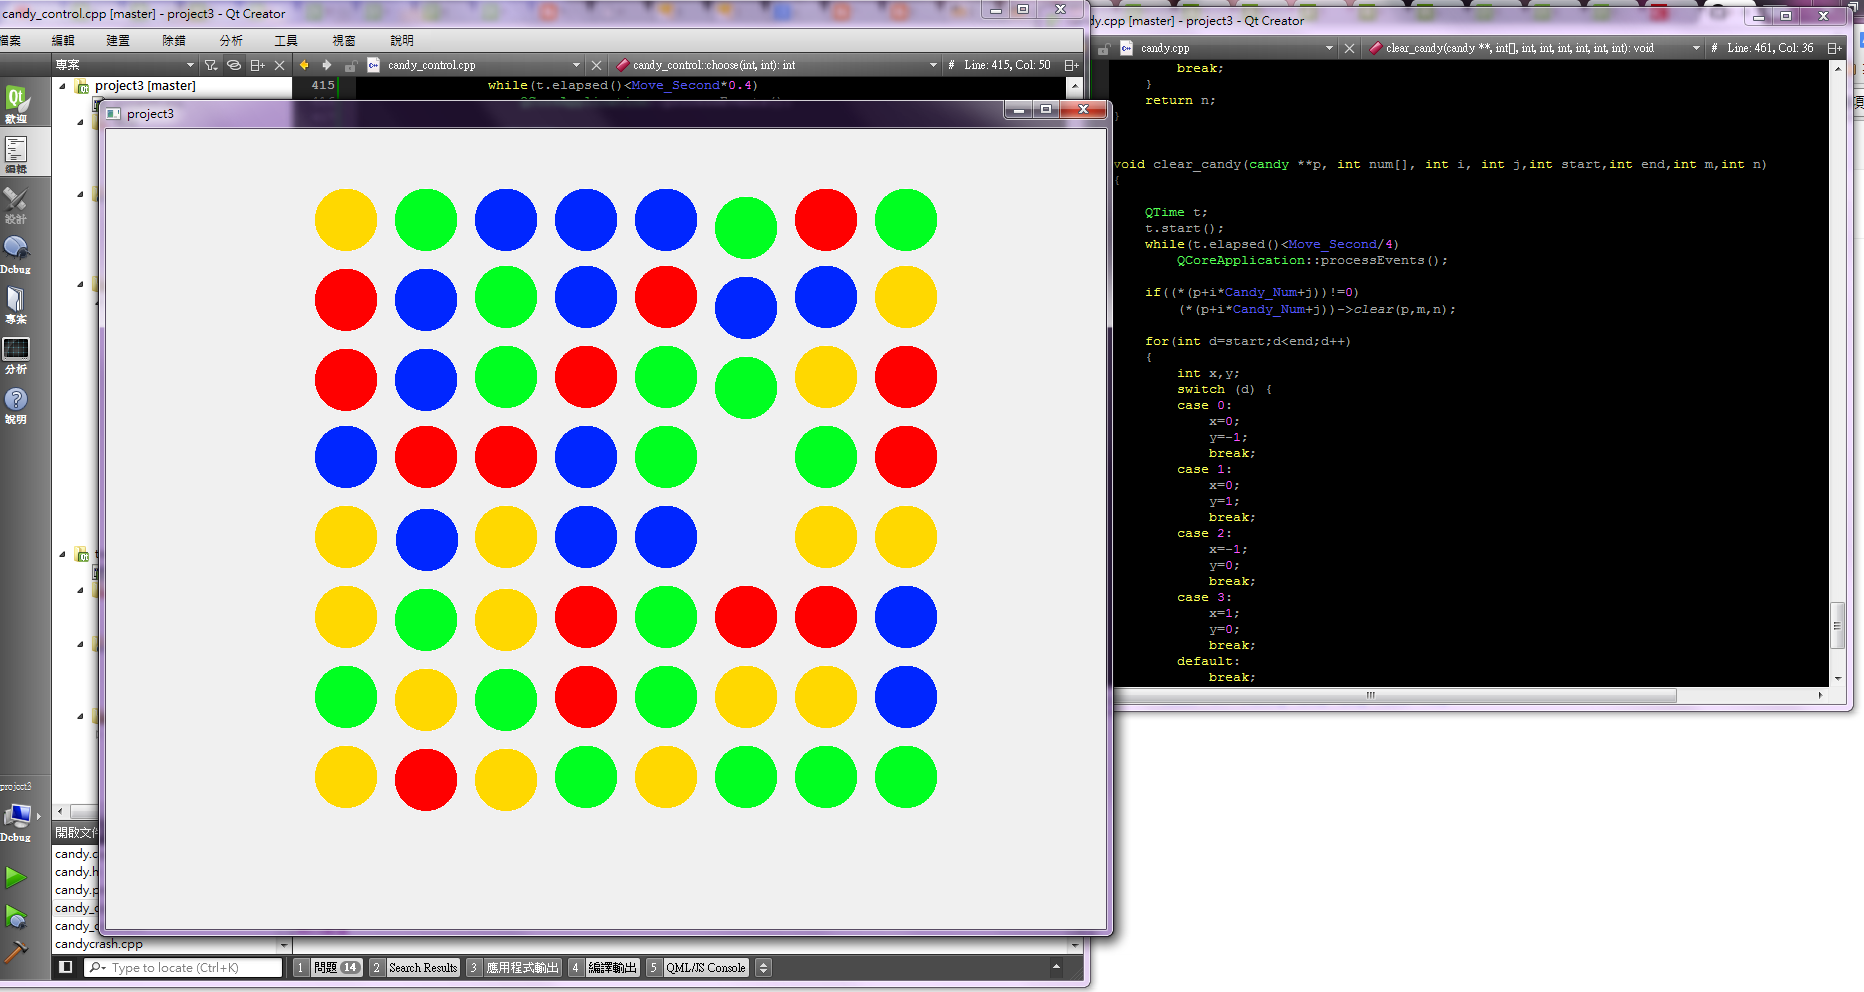 candy_control.cpp [master] - project3 - Qt Creator
檔案 編輯 建置 除錯 分析 工具 視窗 說明
專案
candy_control.cpp
candy_control::choose(int, int): int
# Line: 415, Col: 50
project3 [master]
415 while(t.elapsed()<Move_Second*0.4)
歡迎
編輯
設計
Debug
專案
分析
說明
project3
Debug
project3
開啟文件
candy.c
candy.h
candy.p
candy_c
candy_c
candycrash.cpp
Type to locate (Ctrl+K)
1 問題 14
2 Search Results
3 應用程式輸出
4 編譯輸出
5 QML/JS Console
dy.cpp [master] - project3 - Qt Creator
candy.cpp
clear_candy(candy **, int[], int, int, int, int, int, int): void
# Line: 461, Col: 36
break;
}
return n;
}
void clear_candy(candy **p, int num[], int i, int j,int start,int end,int m,int n)
{
QTime t;
t.start();
while(t.elapsed()<Move_Second/4)
QCoreApplication::processEvents();
if((*(p+i*Candy_Num+j))!=0)
(*(p+i*Candy_Num+j))->clear(p,m,n);
for(int d=start;d<end;d++)
{
int x,y;
switch (d) {
case 0:
x=0;
y=-1;
break;
case 1:
x=0;
y=1;
break;
case 2:
x=-1;
y=0;
break;
case 3:
x=1;
y=0;
break;
default:
break;